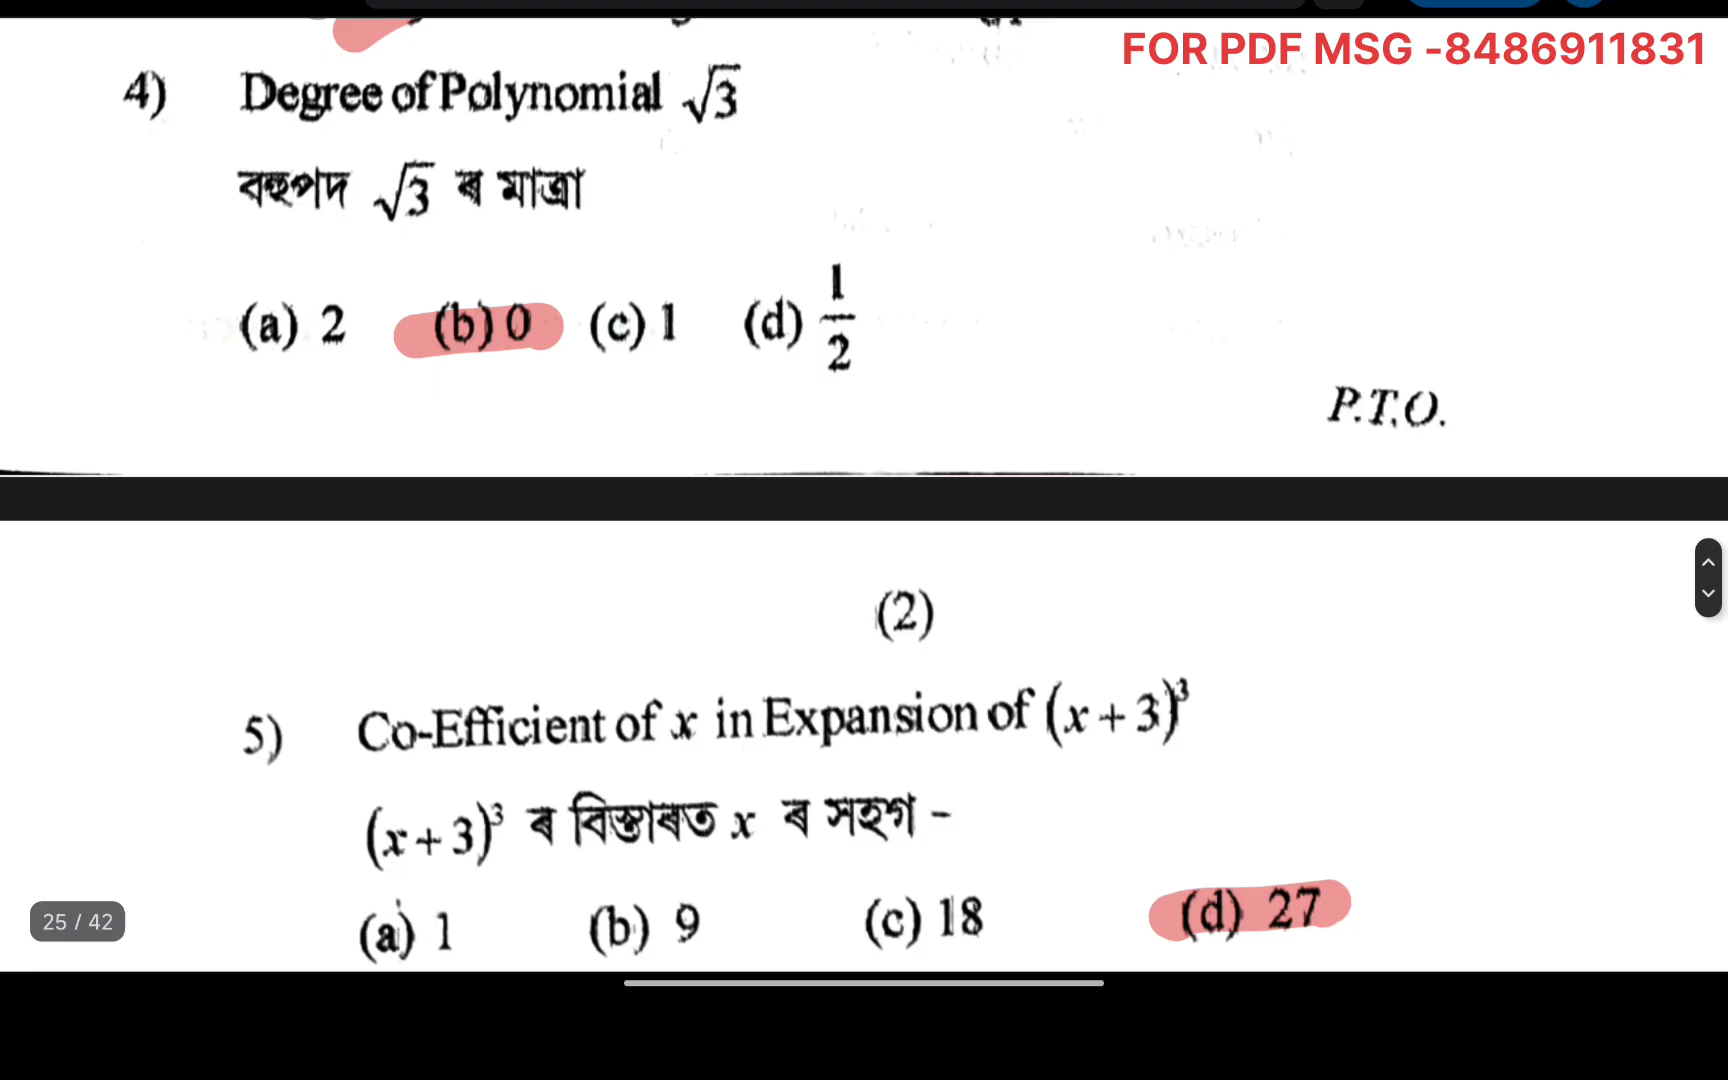 FOR PDF MSG -8486911831
4) Degree of Polynomial √3
বহুপদ √3 ৰ মাত্ৰা
(a) 2 (b) 0 (c) 1 (d) 1/2
P.T.O.
(2)
5) Co-Efficient of x in Expansion of (x + 3)³
(x + 3)³ ৰ বিস্তাৰত x ৰ সহগ -
(a) 1 (b) 9 (c) 18 (d) 27
25 / 42